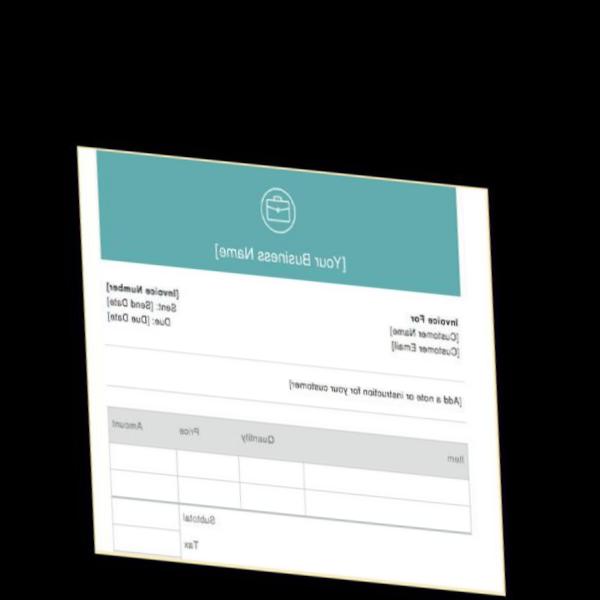 [Your Business Name]
Invoice For
[Customer Name]
[Customer Email]
[Invoice Number]
Sent: [Send Date]
Due: [Due Date]
[Add a note or instruction for your customer]
Item Quantity Price Amount
Subtotal
Tax